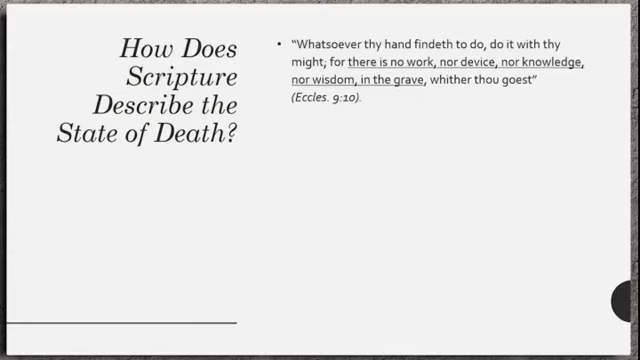 How Does
Scripture
Describe the
State of Death?
• “Whatsoever thy hand findeth to do, do it with thy
might; for there is no work, nor device, nor knowledge,
nor wisdom, in the grave, whither thou goest”
(Eccles. 9:10).